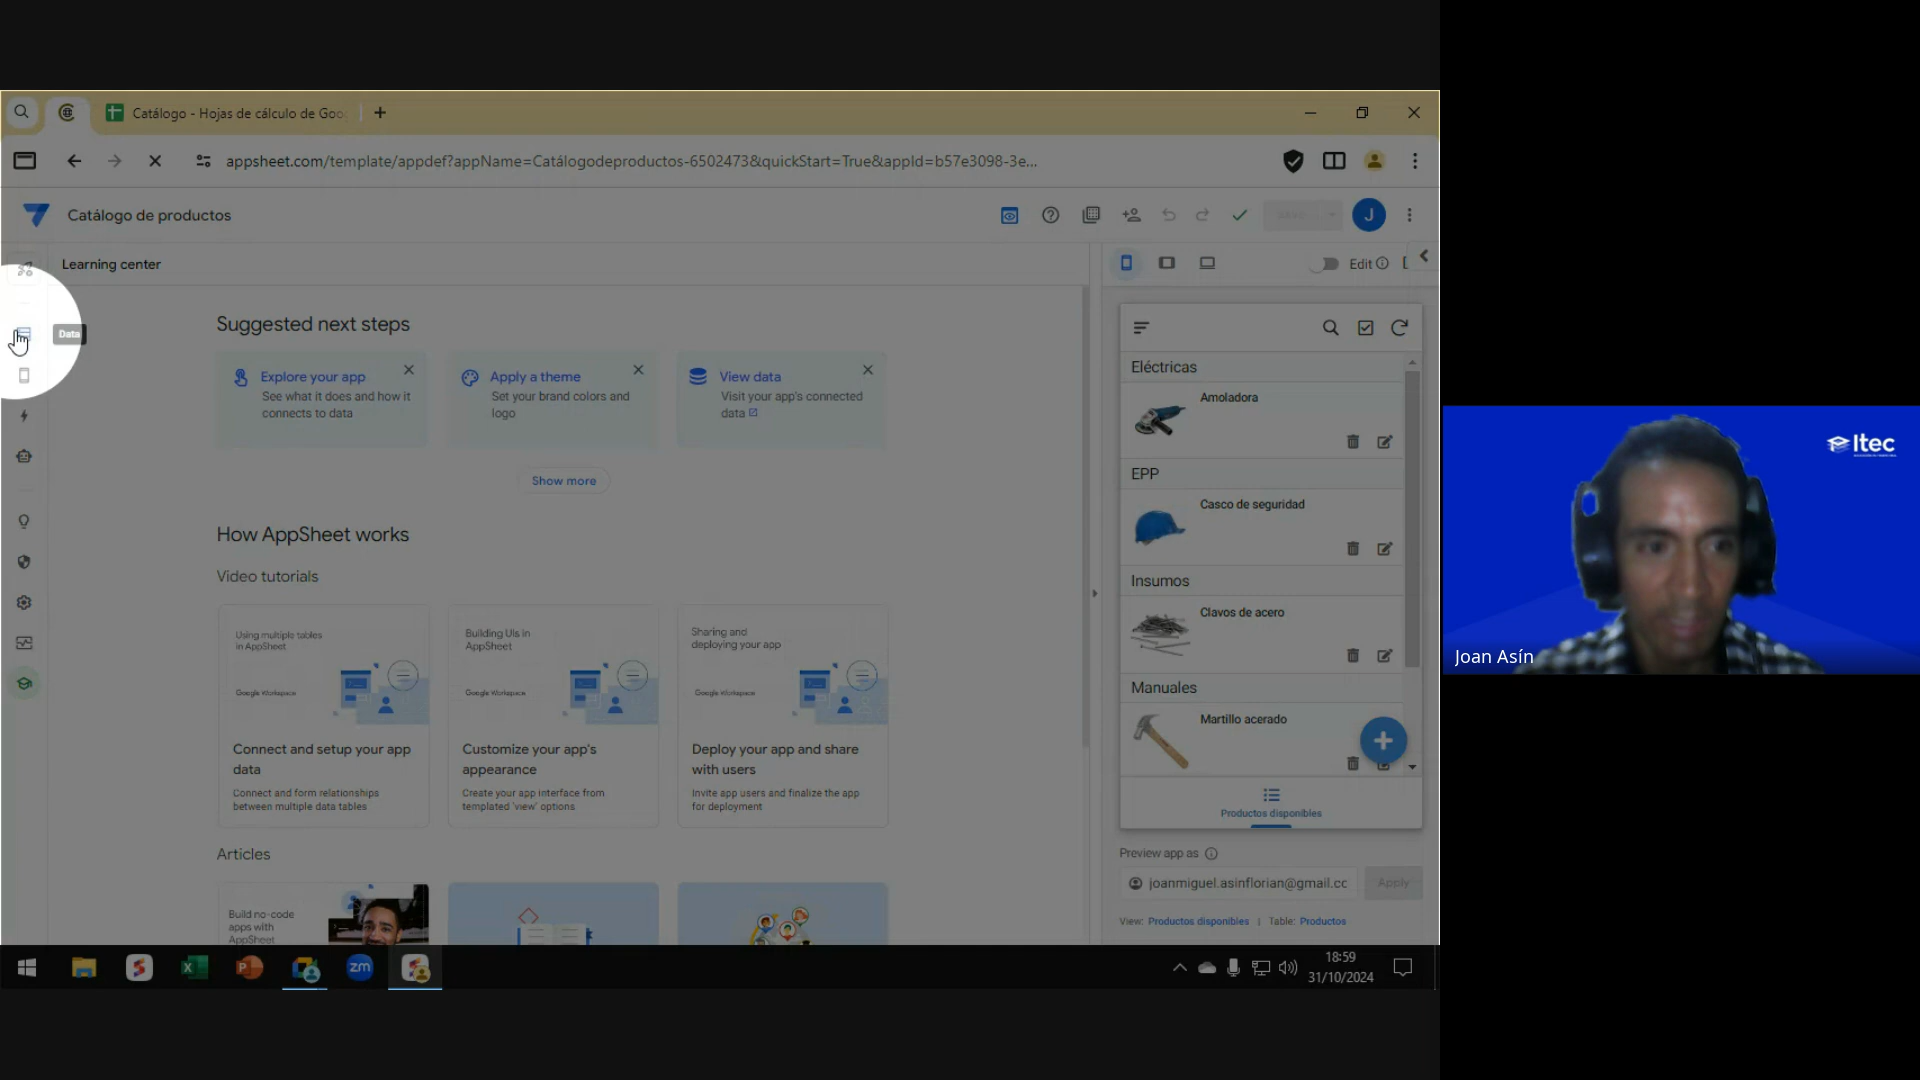 Catálogo - Hojas de cálculo de Goo
appsheet.com/template/appdef?appName=Catálogodeproductos-6502473&quickStart=True&appId=b57e3098-3e...
Catálogo de productos
J
Learning center
Edit
Data
Suggested next steps
Explore your app
See what it does and how it
connects to data
Apply a theme
Set your brand colors and
logo
View data
Visit your app's connected
data
Show more
How AppSheet works
Video tutorials
Using multiple tables
in AppSheet
Google Workspace
Connect and setup your app
data
Connect and form relationships
between multiple data tables
Building UIs in
AppSheet
Google Workspace
Customize your app's
appearance
Create your app interface from
templated 'view' options
Sharing and
deploying your app
Google Workspace
Deploy your app and share
with users
Invite app users and finalize the app
for deployment
Articles
Build no-code
apps with
AppSheet
Eléctricas
Amoladora
EPP
Casco de seguridad
Insumos
Clavos de acero
Manuales
Martillo acerado
Productos disponibles
Preview app as
joanmiguel.asinflorian@gmail.cc
Apply
View: Productos disponibles | Table: Productos
zm
18:59
31/10/2024
Itec
Joan Asín